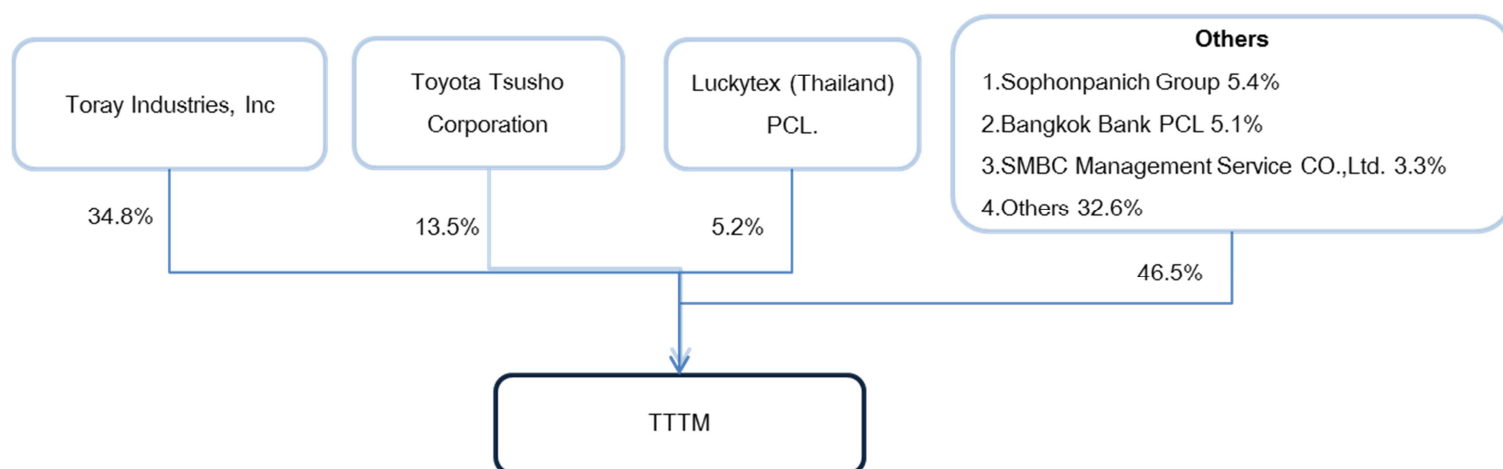 Toray Industries, Inc
Toyota Tsusho
Corporation
Luckytex (Thailand)
PCL.
Others
1.Sophonpanich Group 5.4%
2.Bangkok Bank PCL 5.1%
3.SMBC Management Service CO.,Ltd. 3.3%
4.Others 32.6%
34.8%
13.5%
5.2%
46.5%
TTTM